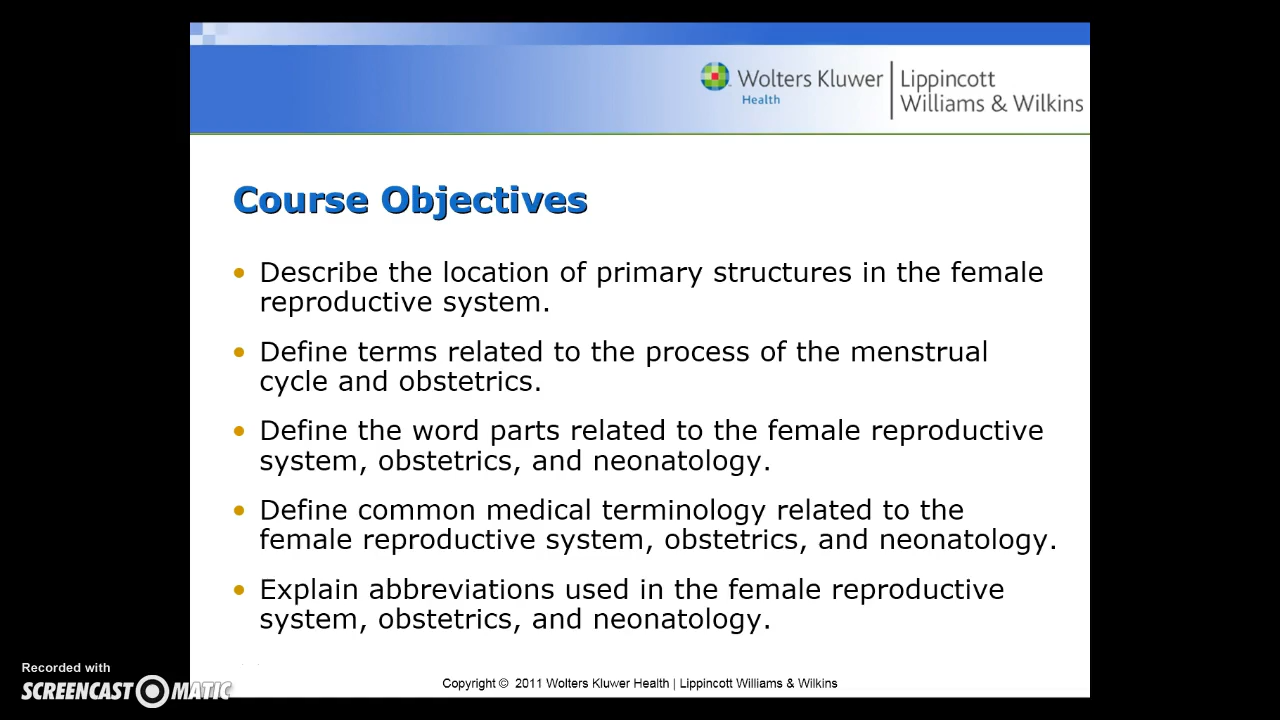 Wolters Kluwer
Health
Lippincott
Williams & Wilkins
Course Objectives
• Describe the location of primary structures in the female
reproductive system.
• Define terms related to the process of the menstrual
cycle and obstetrics.
• Define the word parts related to the female reproductive
system, obstetrics, and neonatology.
• Define common medical terminology related to the
female reproductive system, obstetrics, and neonatology.
• Explain abbreviations used in the female reproductive
system, obstetrics, and neonatology.
Recorded with
SCREENCAST MATIC
Copyright © 2011 Wolters Kluwer Health | Lippincott Williams & Wilkins